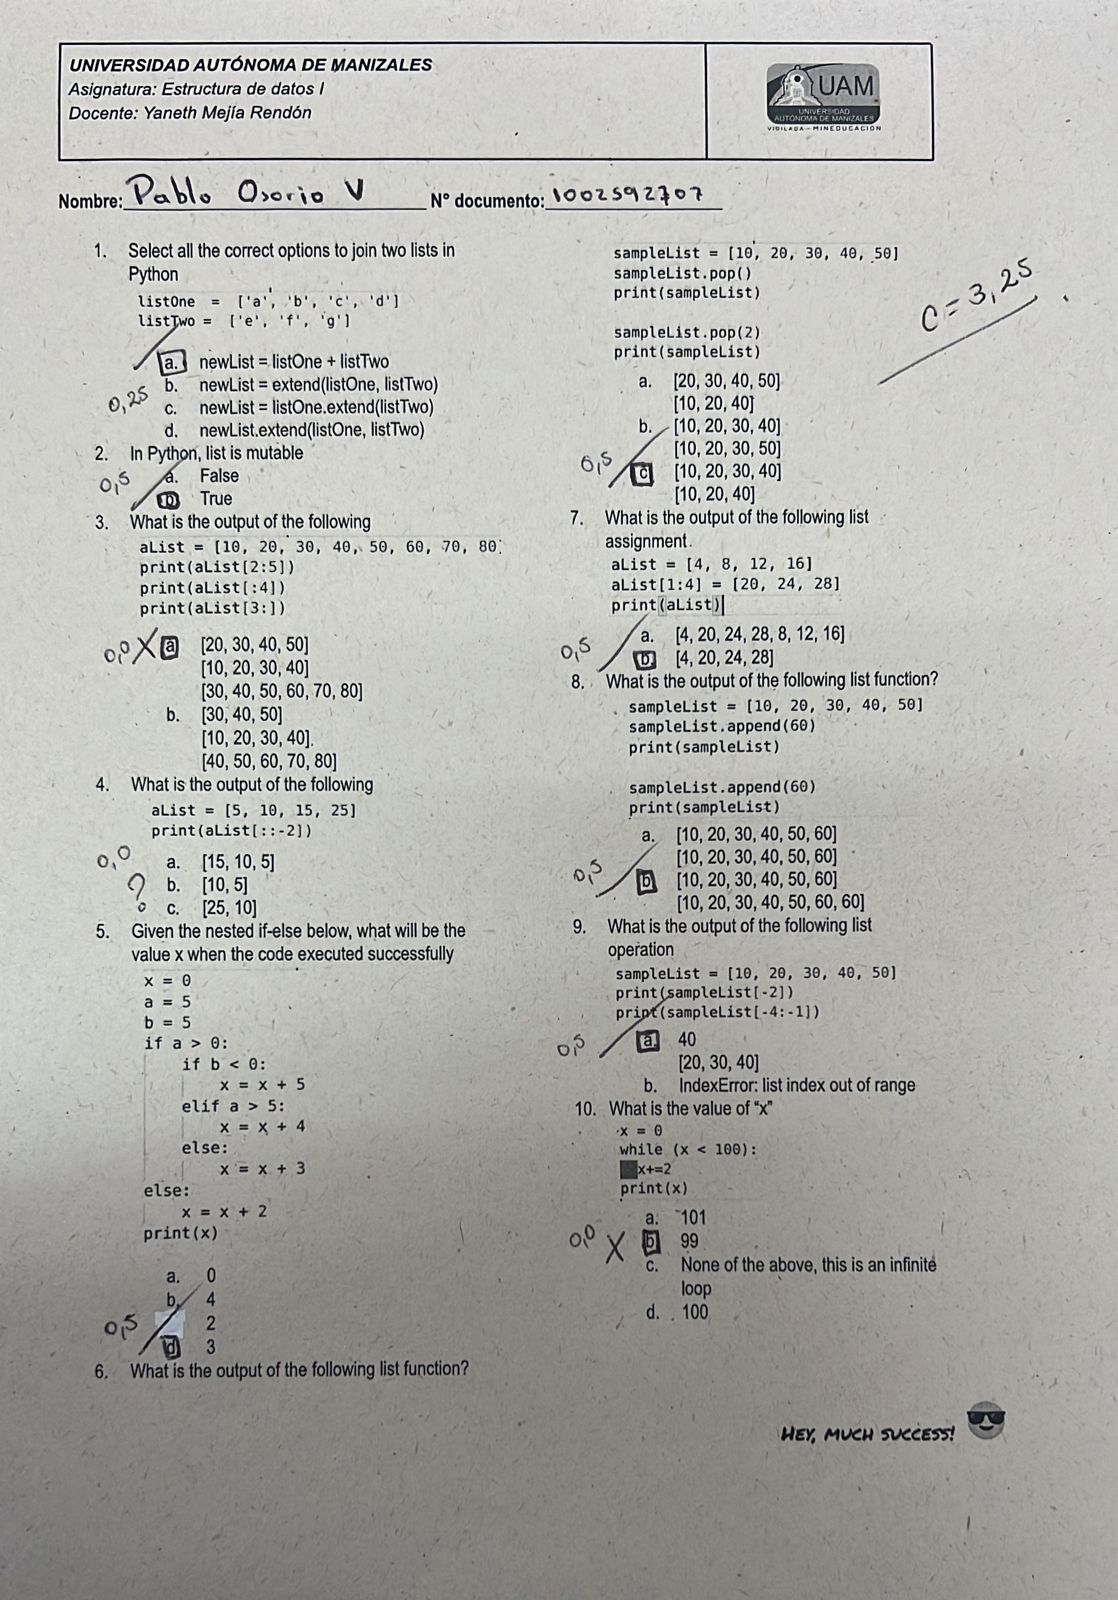 UNIVERSIDAD AUTÓNOMA DE MANIZALES
Asignatura: Estructura de datos I
Docente: Yaneth Mejía Rendón
UAM
UNIVERSIDAD
AUTÓNOMA DE MANIZALES
VIGILADA - MINEDUCACIÓN
Nombre: Pablo Osorio V Nº documento: 1002592707
1. Select all the correct options to join two lists in
Python
listOne = ['a', 'b', 'c', 'd']
listTwo = ['e', 'f', 'g']
a. newList = listOne + listTwo
b. newList = extend(listOne, listTwo)
0,25
c. newList = listOne.extend(listTwo)
d. newList.extend(listOne, listTwo)
2. In Python, list is mutable
0,5 a. False
b True
3. What is the output of the following
aList = [10, 20, 30, 40, 50, 60, 70, 80
print(aList[2:5])
print(aList[:4])
print(aList[3:])
0,0 X a [20, 30, 40, 50]
[10, 20, 30, 40]
[30, 40, 50, 60, 70, 80]
b. [30, 40, 50]
[10, 20, 30, 40].
[40, 50, 60, 70, 80]
4. What is the output of the following
aList = [5, 10, 15, 25]
print(aList[::-2])
0,0 a. [15, 10, 5]
? b. [10, 5]
c. [25, 10]
5. Given the nested if-else below, what will be the
value x when the code executed successfully
x = 0
a = 5
b = 5
if a > 0:
if b < 0:
x = x + 5
elif a > 5:
x = x + 4
else:
x = x + 3
else:
x = x + 2
print(x)
a. 0
b. 4
0,5 2
d 3
6. What is the output of the following list function?
sampleList = [10, 20, 30, 40, 50]
sampleList.pop()
print(sampleList)
C = 3,25
sampleList.pop(2)
print(sampleList)
a. [20, 30, 40, 50]
[10, 20, 40]
b. [10, 20, 30, 40]
[10, 20, 30, 50]
0,5 c [10, 20, 30, 40]
[10, 20, 40]
7. What is the output of the following list
assignment.
aList = [4, 8, 12, 16]
aList[1:4] = [20, 24, 28]
print(aList)
0,5 a. [4, 20, 24, 28, 8, 12, 16]
b. [4, 20, 24, 28]
8. What is the output of the following list function?
sampleList = [10, 20, 30, 40, 50]
sampleList.append(60)
print(sampleList)
sampleList.append(60)
print(sampleList)
a. [10, 20, 30, 40, 50, 60]
[10, 20, 30, 40, 50, 60]
0,5 b [10, 20, 30, 40, 50, 60]
[10, 20, 30, 40, 50, 60, 60]
9. What is the output of the following list
operation
sampleList = [10, 20, 30, 40, 50]
print(sampleList[-2])
print(sampleList[-4:-1])
0,5 a. 40
[20, 30, 40]
b. IndexError: list index out of range
10. What is the value of “x”
x = 0
while (x < 100):
x+=2
print(x)
a. 101
0,0 X b 99
c. None of the above, this is an infinite
loop
d. 100
HEY, MUCH SUCCESS!